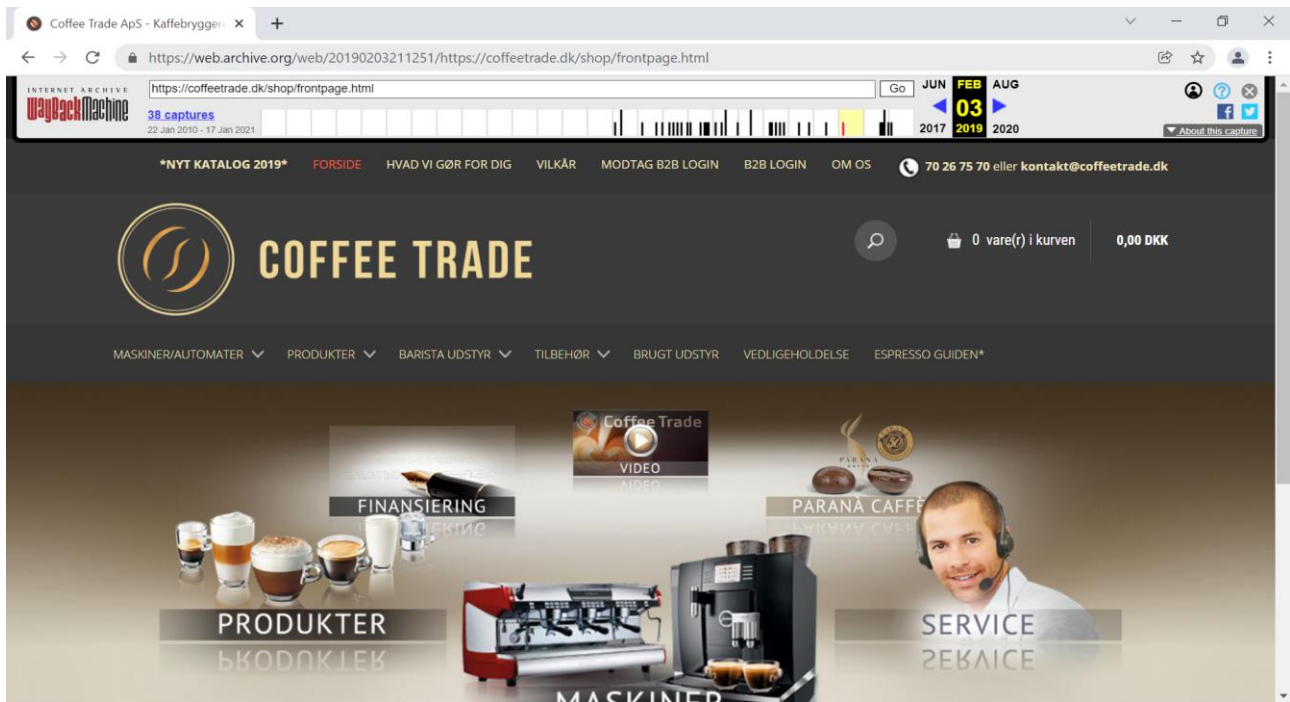 Coffee Trade ApS - Kaffebryggere
https://web.archive.org/web/20190203211251/https://coffeetrade.dk/shop/frontpage.html
INTERNET ARCHIVE
WayBackMachine
https://coffeetrade.dk/shop/frontpage.html
Go
JUN FEB AUG
38 captures
03
22 Jan 2010 - 17 Jan 2021
2017 2019 2020
About this capture
*NYT KATALOG 2019* FORSIDE HVAD VI GØR FOR DIG VILKÅR MODTAG B2B LOGIN B2B LOGIN OM OS 70 26 75 70 eller kontakt@coffeetrade.dk
COFFEE TRADE
0 vare(r) i kurven 0,00 DKK
MASKINER/AUTOMATER PRODUKTER BARISTA UDSTYR TILBEHØR BRUGT UDSTYR VEDLIGEHOLDELSE ESPRESSO GUIDEN*
Coffee Trade
VIDEO
PARANÀ
FINANSIERING
PARANÀ CAFFÈ
PRODUKTER
SERVICE
MASKINER